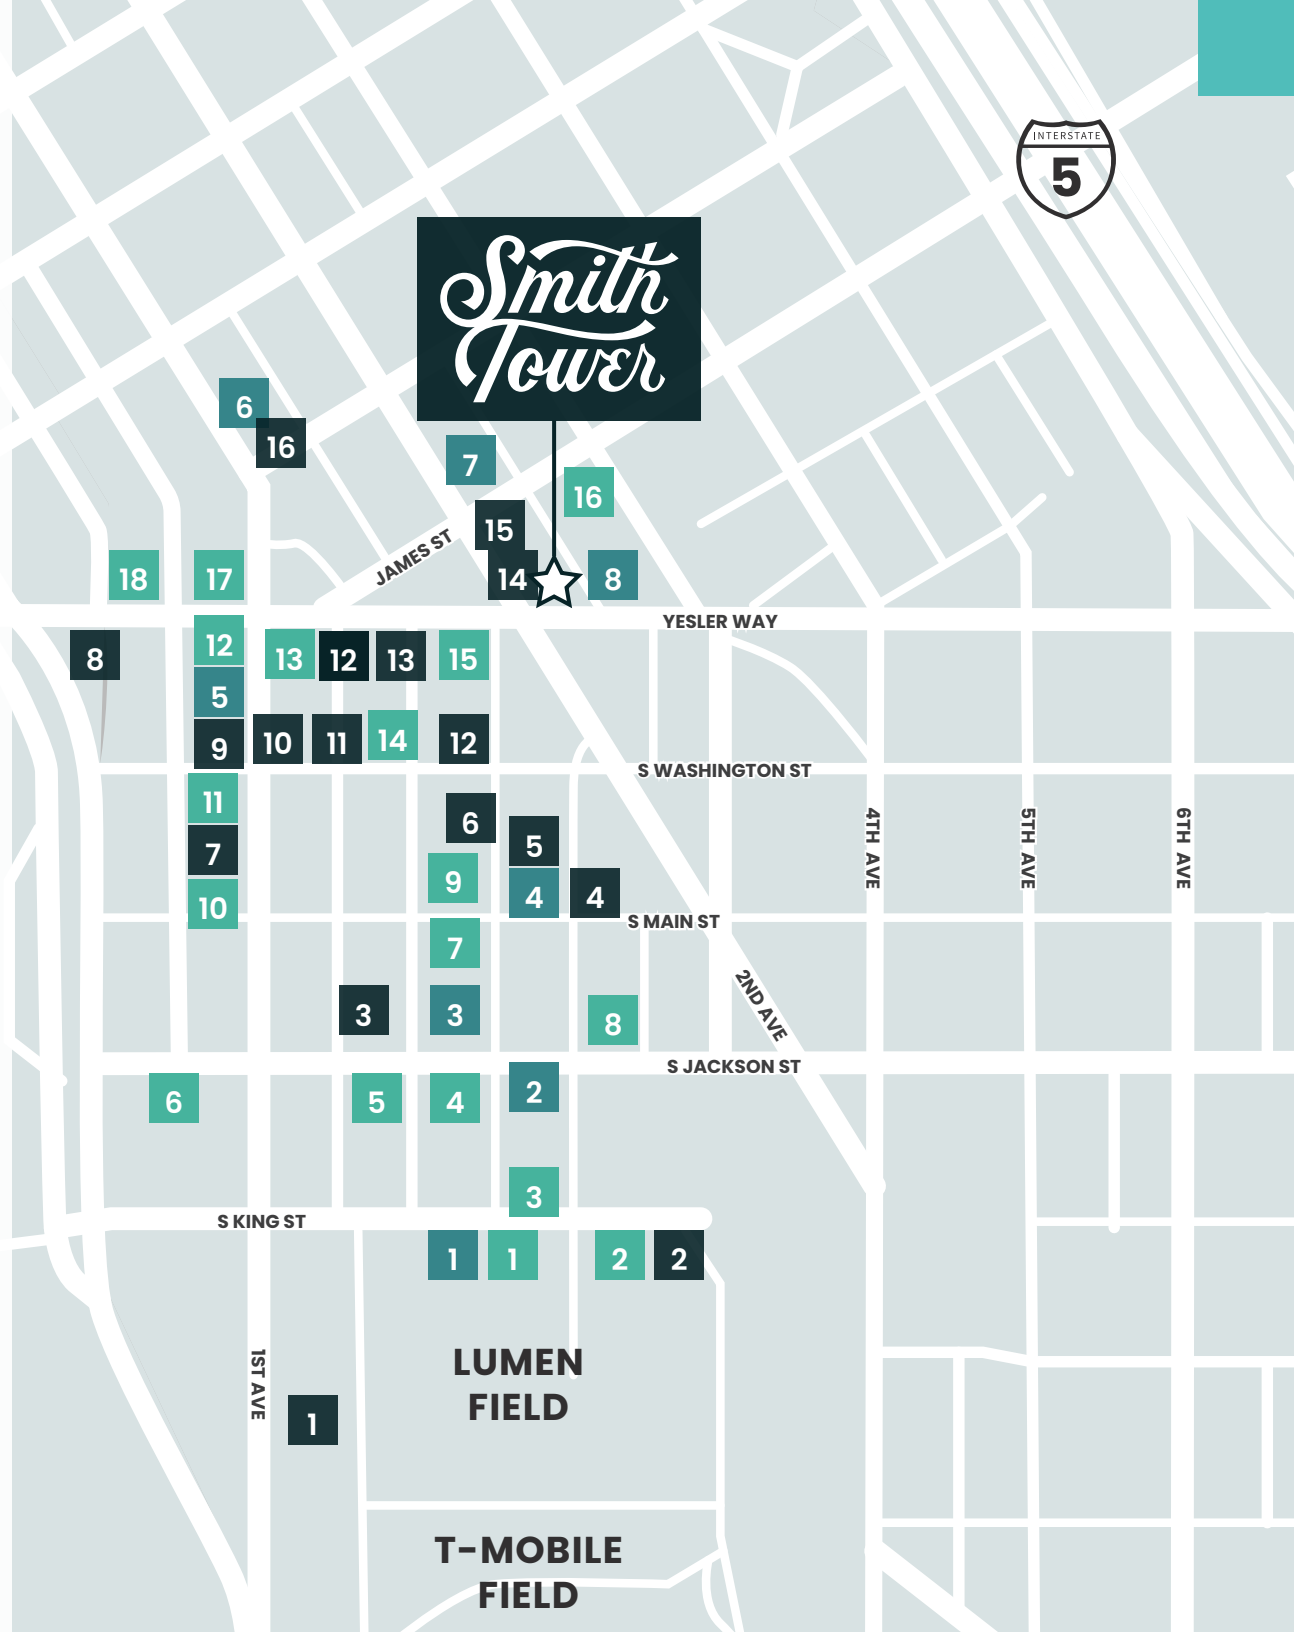 INTERSTATE
5
Smith
Tower
6
16
7
16
15
JAMES ST
18
17
14
8
YESLER WAY
8
12
13
12
13
15
5
9
10
11
14
12
S WASHINGTON ST
11
6
5
4TH AVE
5TH AVE
6TH AVE
7
9
4
4
10
S MAIN ST
7
3
3
8
2ND AVE
S JACKSON ST
6
5
4
2
3
S KING ST
1
1
2
2
LUMEN
FIELD
1ST AVE
1
T-MOBILE
FIELD